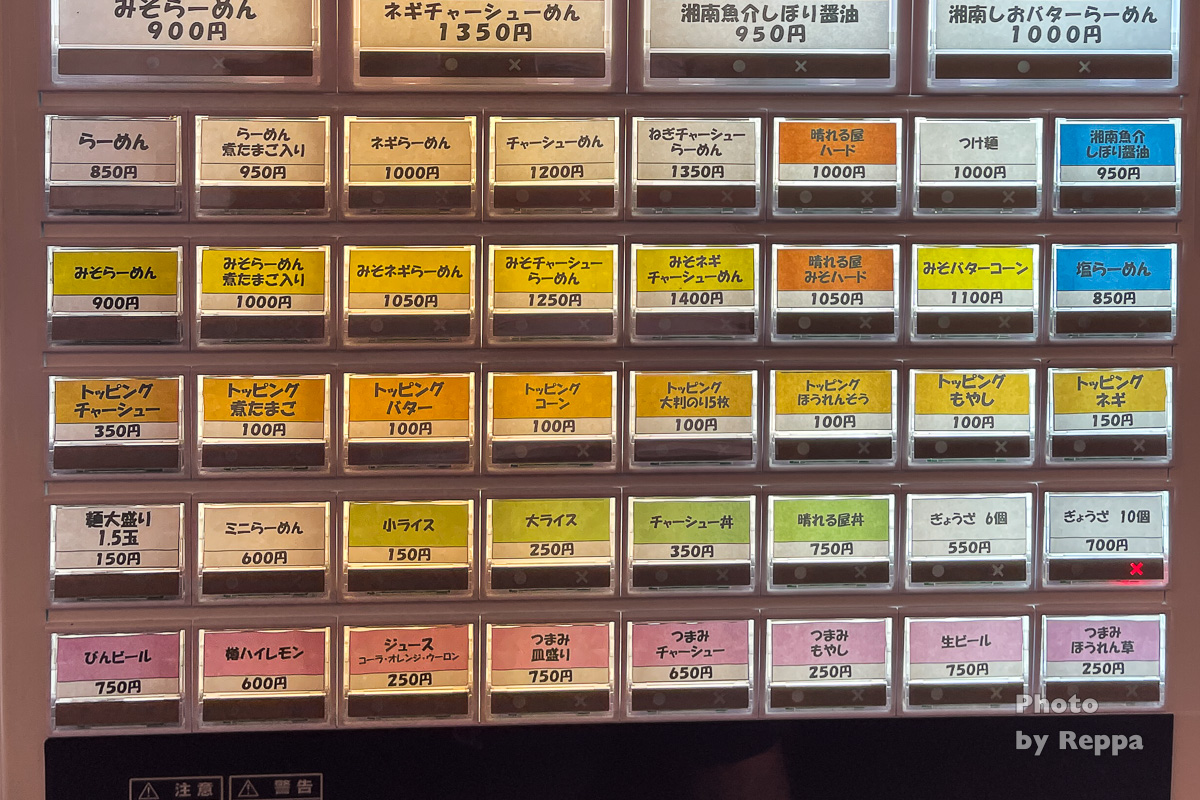 みそらーめん
900円
ネギチャーシューめん
1350円
湘南魚介しぼり醤油
950円
湘南しおバターらーめん
1000円
らーめん
850円
らーめん
煮たまご入り
950円
ネギらーめん
1000円
チャーシューめん
1200円
ねぎチャーシュー
らーめん
1350円
晴れる屋
ハード
1000円
つけ麺
1000円
湘南魚介
しぼり醤油
950円
みそらーめん
900円
みそらーめん
煮たまご入り
1000円
みそネギらーめん
1050円
みそチャーシュー
らーめん
1250円
みそネギ
チャーシューめん
1400円
晴れる屋
みそハード
1050円
みそバターコーン
1100円
塩らーめん
850円
トッピング
チャーシュー
350円
トッピング
煮たまご
100円
トッピング
バター
100円
トッピング
コーン
100円
トッピング
大判のり5枚
100円
トッピング
ほうれんそう
100円
トッピング
もやし
100円
トッピング
ネギ
150円
麺大盛り
1.5玉
150円
ミニらーめん
600円
小ライス
150円
大ライス
250円
チャーシュー丼
350円
晴れる屋丼
750円
ぎょうざ 6個
550円
ぎょうざ 10個
700円
びんビール
750円
樽ハイレモン
600円
ジュース
コーラ・オレンジ・ウーロン
250円
つまみ
皿盛り
750円
つまみ
チャーシュー
650円
つまみ
もやし
250円
生ビール
750円
つまみ
ほうれん草
250円
Photo
by Reppa
注意
警告